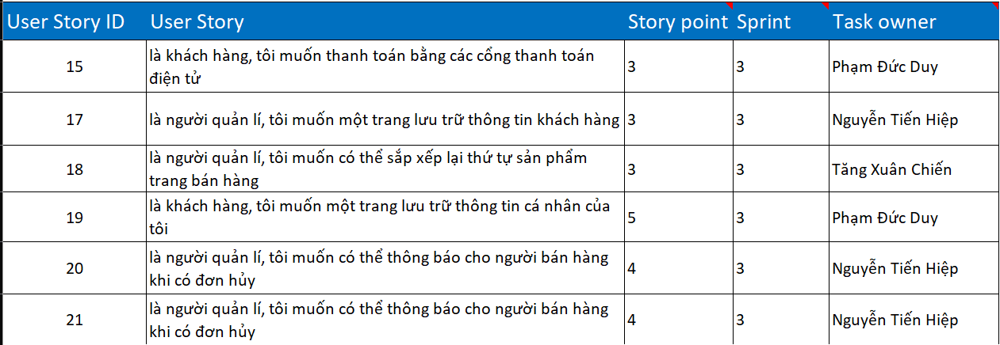 User Story ID User Story Story point Sprint Task owner
15 là khách hàng, tôi muốn thanh toán bằng các cổng thanh toán điện tử 3 3 Phạm Đức Duy
17 là người quản lí, tôi muốn một trang lưu trữ thông tin khách hàng 3 3 Nguyễn Tiến Hiệp
18 là người quản lí, tôi muốn có thể sắp xếp lại thứ tự sản phẩm trang bán hàng 3 3 Tăng Xuân Chiến
19 là khách hàng, tôi muốn một trang lưu trữ thông tin cá nhân của tôi 5 3 Phạm Đức Duy
20 là người quản lí, tôi muốn có thể thông báo cho người bán hàng khi có đơn hủy 4 3 Nguyễn Tiến Hiệp
21 là người quản lí, tôi muốn có thể thông báo cho người bán hàng khi có đơn hủy 4 3 Nguyễn Tiến Hiệp